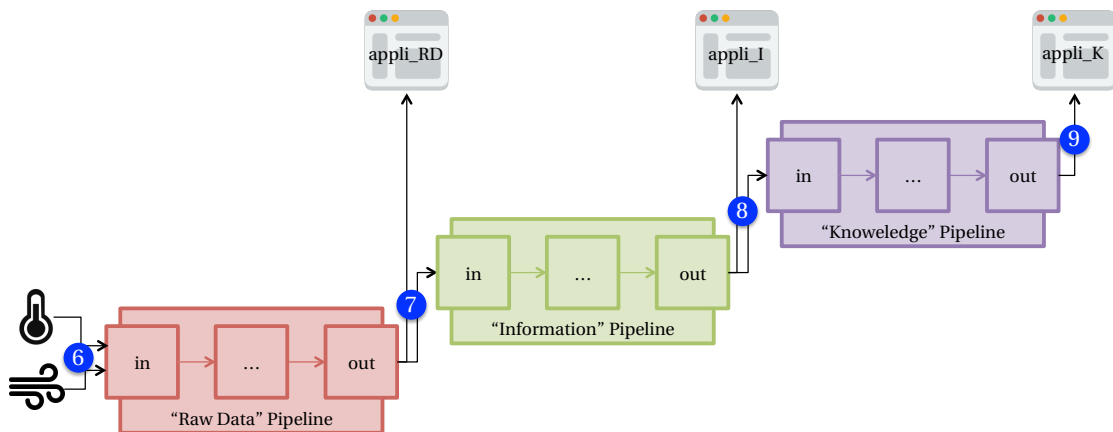 appli_RD
appli_I
appli_K
9
in
...
out
“Knoweledge” Pipeline
8
in
...
out
“Information” Pipeline
7
6
in
...
out
“Raw Data” Pipeline